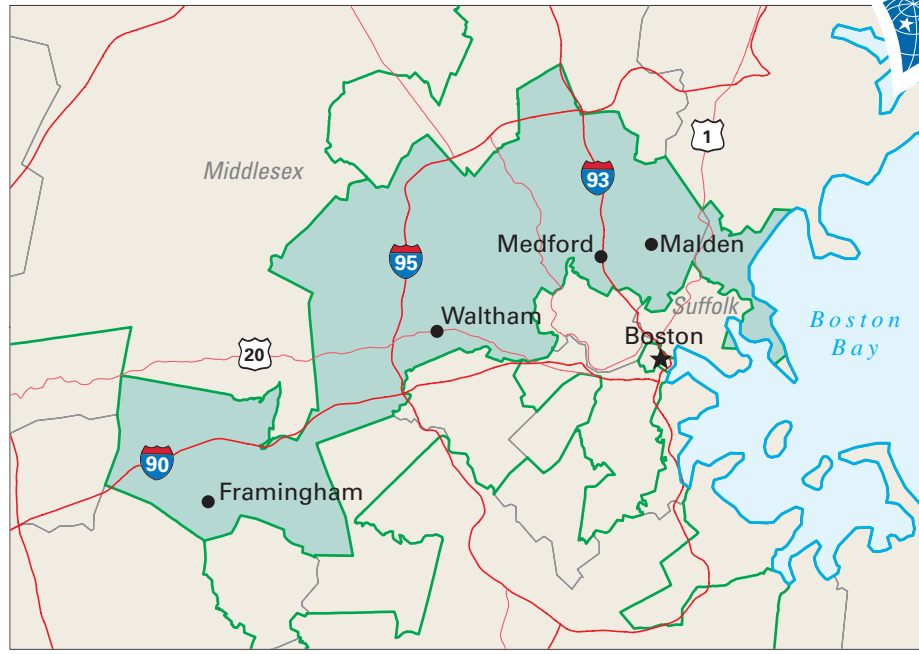 1
Middlesex
93
Medford
Malden
95
Suffolk
Waltham
Boston
Boston
Bay
20
90
Framingham